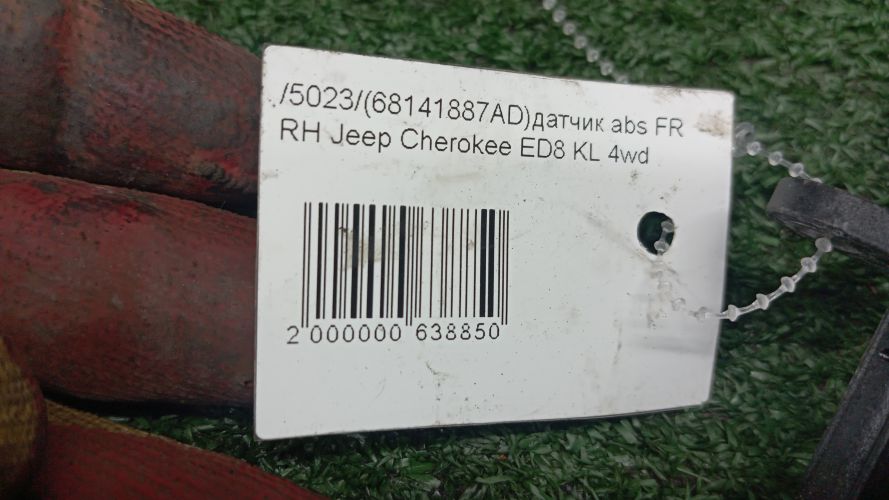 /5023/(68141887AD)датчик abs FR
RH Jeep Cherokee ED8 KL 4wd
2 000000 638850